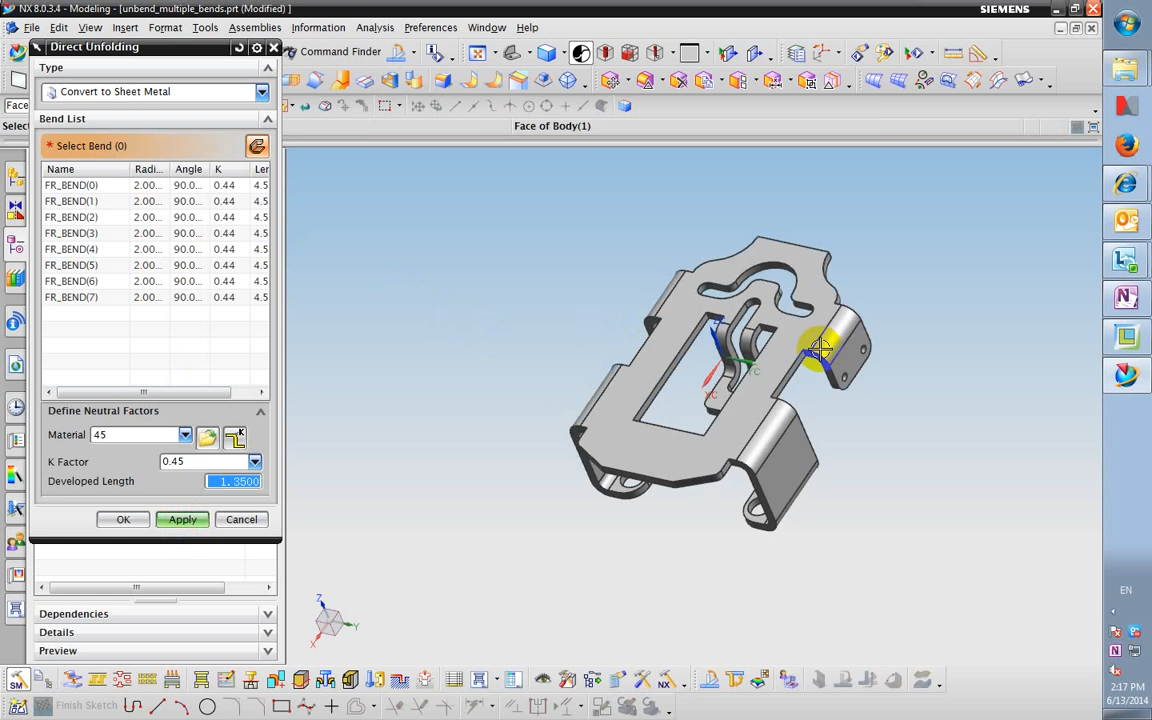 NX 8.0.3.4 - Modeling - [unbend_multiple_bends.prt (Modified) ]
SIEMENS
File Edit View Insert Format Tools Assemblies Information Analysis Preferences Window Help
Direct Unfolding
Command Finder
Type
Convert to Sheet Metal
Face
Bend List
Selec
Face of Body(1)
* Select Bend (0)
Name Radi... Angle K Ler
FR_BEND(0) 2.00... 90.0... 0.44 4.5
FR_BEND(1) 2.00... 90.0... 0.44 4.5
FR_BEND(2) 2.00... 90.0... 0.44 4.5
FR_BEND(3) 2.00... 90.0... 0.44 4.5
FR_BEND(4) 2.00... 90.0... 0.44 4.5
FR_BEND(5) 2.00... 90.0... 0.44 4.5
FR_BEND(6) 2.00... 90.0... 0.44 4.5
FR_BEND(7) 2.00... 90.0... 0.44 4.5
YC
XC
Define Neutral Factors
Material 45
K Factor 0.45
Developed Length 1.3500
OK Apply Cancel
Z
Y
X
Dependencies
Details
Preview
EN
SM
NX
Finish Sketch
2:17 PM
6/13/2014